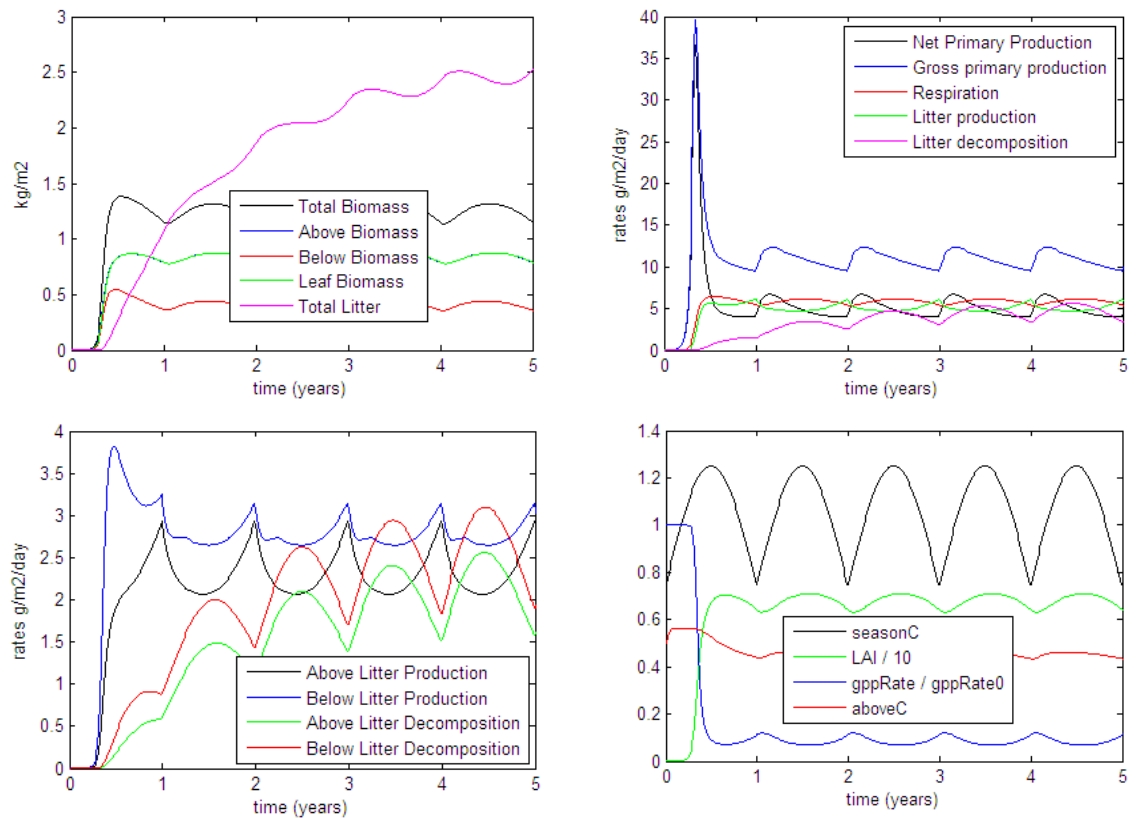 3
2.5
2
1.5
1
0.5
0
kg/m2
Total Biomass
Above Biomass
Below Biomass
Leaf Biomass
Total Litter
0 1 2 3 4 5
time (years)
40
35
30
25
20
15
10
5
0
rates g/m2/day
Net Primary Production
Gross primary production
Respiration
Litter production
Litter decomposition
0 1 2 3 4 5
time (years)
4
3.5
3
2.5
2
1.5
1
0.5
0
rates g/m2/day
Above Litter Production
Below Litter Production
Above Litter Decomposition
Below Litter Decomposition
0 1 2 3 4 5
time (years)
1.4
1.2
1
0.8
0.6
0.4
0.2
0
seasonC
LAI / 10
gppRate / gppRate0
aboveC
0 1 2 3 4 5
time (years)